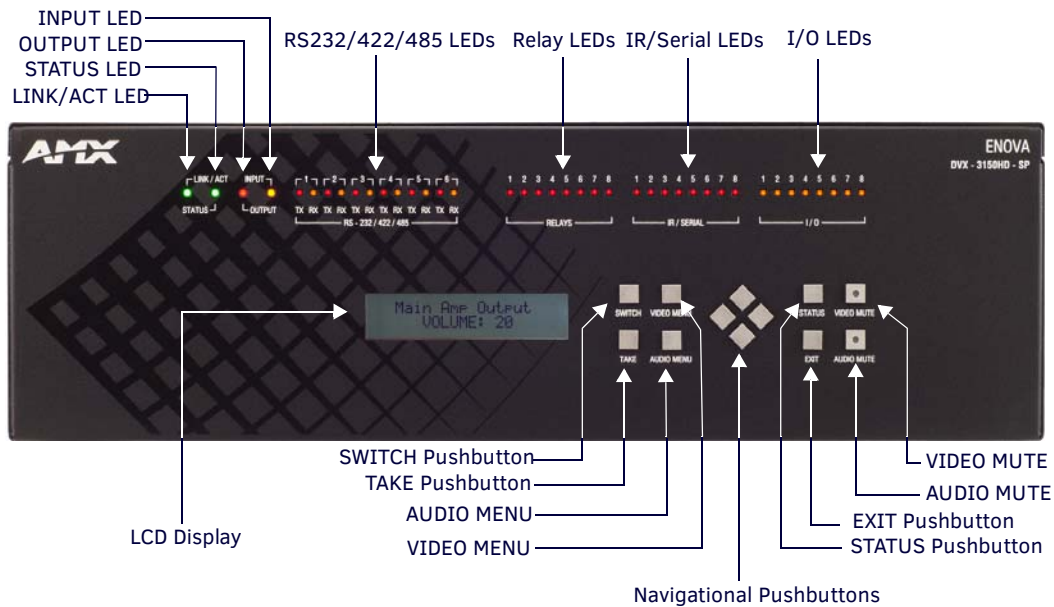 INPUT LED
OUTPUT LED
STATUS LED
LINK/ACT LED
RS232/422/485 LEDs
Relay LEDs
IR/Serial LEDs
I/O LEDs
AMX
ENOVA
DVX - 3150HD - SP
LINK / ACT
INPUT
1 2 3 4 5 6
1 2 3 4 5 6 7 8
1 2 3 4 5 6 7 8
1 2 3 4 5 6 7 8
STATUS
OUTPUT
TX RX TX RX TX RX TX RX TX RX TX RX
RS - 232 / 422 / 485
RELAYS
IR / SERIAL
I / O
Main Amp Output
VOLUME: 20
SWITCH
VIDEO MENU
STATUS
VIDEO MUTE
TAKE
AUDIO MENU
EXIT
AUDIO MUTE
SWITCH Pushbutton
TAKE Pushbutton
AUDIO MENU
VIDEO MENU
LCD Display
VIDEO MUTE
AUDIO MUTE
EXIT Pushbutton
STATUS Pushbutton
Navigational Pushbuttons